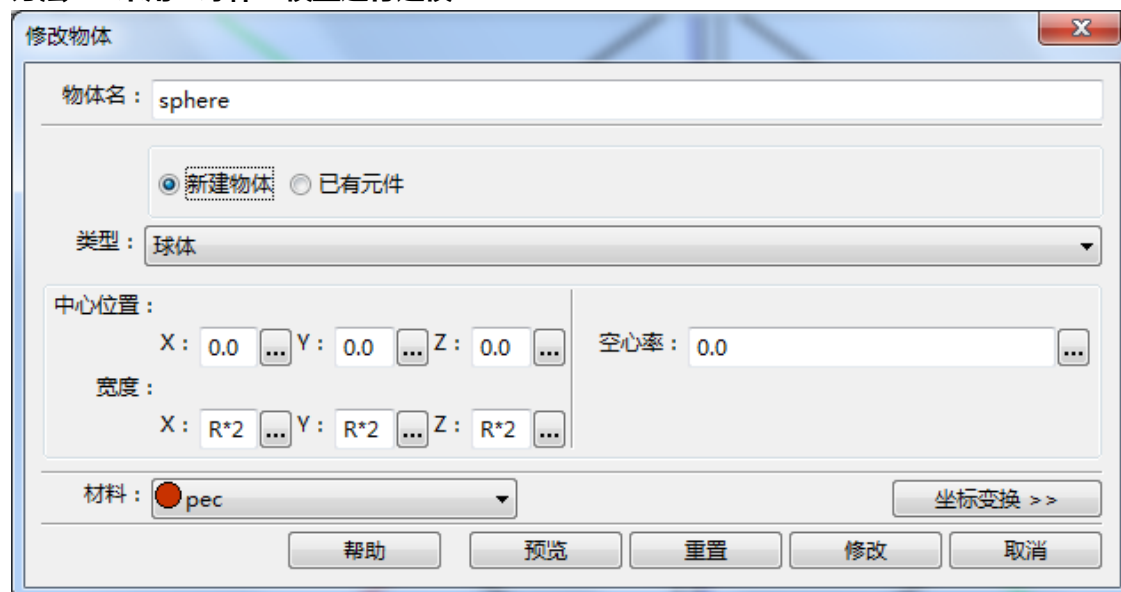 修改物体
物体名： sphere
新建物体 已有元件
类型： 球体
中心位置：
X： 0.0 ... Y： 0.0 ... Z： 0.0 ...
宽度：
X： R*2 ... Y： R*2 ... Z： R*2 ...
空心率： 0.0 ...
材料： pec
坐标变换 >>
帮助 预览 重置 修改 取消